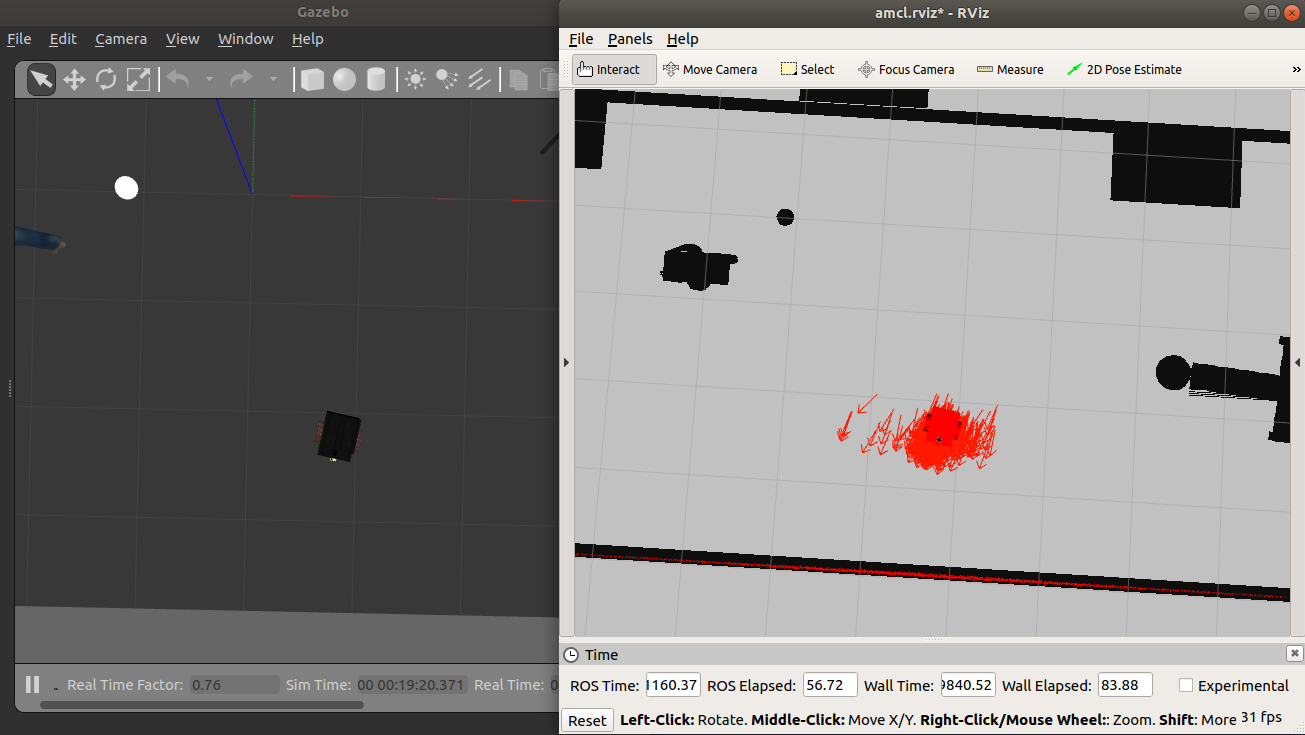 Gazebo
File Edit Camera View Window Help
Real Time Factor: 0.76 Sim Time: 00 00:19:20.371 Real Time: 0
amcl.rviz* - RViz
File Panels Help
Interact Move Camera Select Focus Camera Measure 2D Pose Estimate »
Time
ROS Time: 1160.37 ROS Elapsed: 56.72 Wall Time: 9840.52 Wall Elapsed: 83.88 Experimental
Reset Left-Click: Rotate. Middle-Click: Move X/Y. Right-Click/Mouse Wheel:: Zoom. Shift: More 31 fps